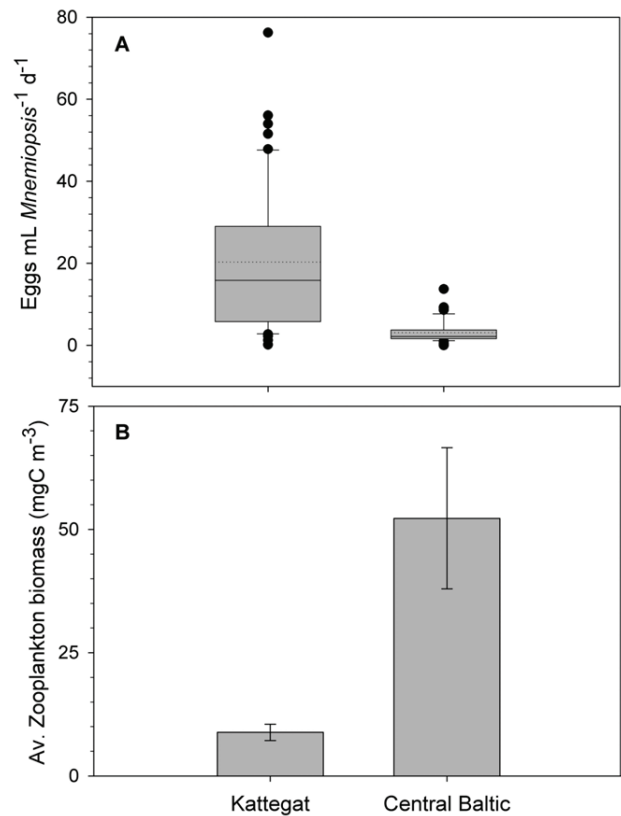 A
80
60
40
20
0
Eggs mL Mnemiopsis⁻¹ d⁻¹
B
75
50
25
0
Av. Zooplankton biomass (mgC m⁻³)
Kattegat Central Baltic